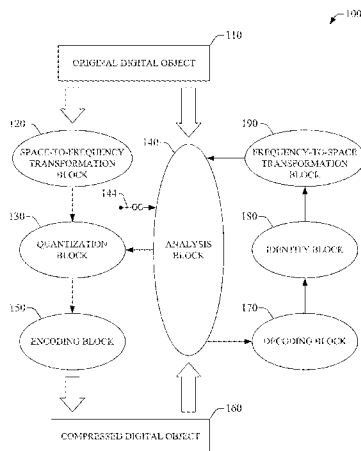 100
110
ORIGINAL DIGITAL OBJECT
120
SPACE-TO-FREQUENCY
TRANSFORMATION
BLOCK
140
190
FREQUENCY-TO-SPACE
TRANSFORMATION
BLOCK
144
130
QUANTIZATION
BLOCK
ANALYSIS
BLOCK
180
IDENTITY BLOCK
150
ENCODING BLOCK
170
DECODING BLOCK
160
COMPRESSED DIGITAL OBJECT